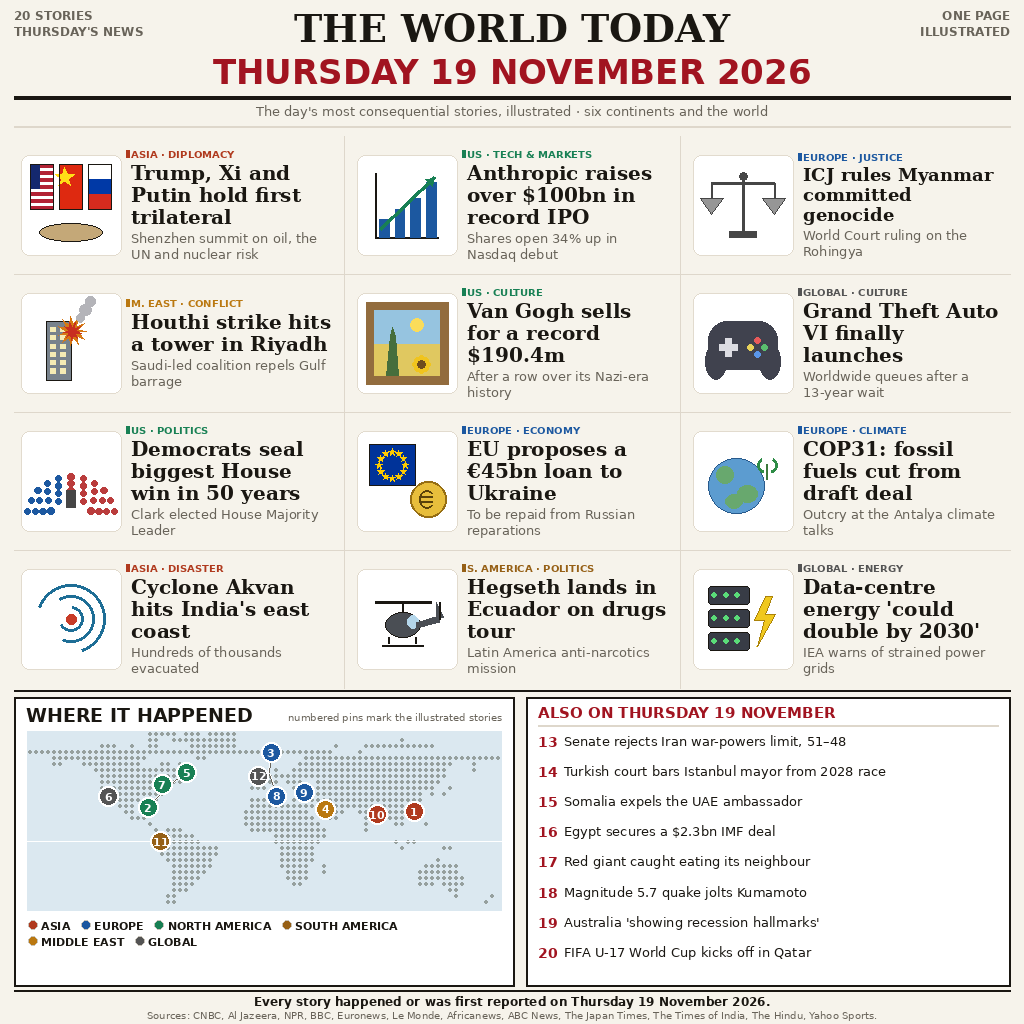 20 STORIES
THURSDAY'S NEWS
THE WORLD TODAY
ONE PAGE
ILLUSTRATED
THURSDAY 19 NOVEMBER 2026
The day's most consequential stories, illustrated · six continents and the world
ASIA · DIPLOMACY
Trump, Xi and
Putin hold first
trilateral
Shenzhen summit on oil, the
UN and nuclear risk
US · TECH & MARKETS
Anthropic raises
over $100bn in
record IPO
Shares open 34% up in
Nasdaq debut
EUROPE · JUSTICE
ICJ rules Myanmar
committed
genocide
World Court ruling on the
Rohingya
M. EAST · CONFLICT
Houthi strike hits
a tower in Riyadh
Saudi-led coalition repels Gulf
barrage
US · CULTURE
Van Gogh sells
for a record
$190.4m
After a row over its Nazi-era
history
GLOBAL · CULTURE
Grand Theft Auto
VI finally
launches
Worldwide queues after a
13-year wait
US · POLITICS
Democrats seal
biggest House
win in 50 years
Clark elected House Majority
Leader
EUROPE · ECONOMY
EU proposes a
€45bn loan to
Ukraine
To be repaid from Russian
reparations
EUROPE · CLIMATE
COP31: fossil
fuels cut from
draft deal
Outcry at the Antalya climate
talks
ASIA · DISASTER
Cyclone Akvan
hits India's east
coast
Hundreds of thousands
evacuated
S. AMERICA · POLITICS
Hegseth lands in
Ecuador on drugs
tour
Latin America anti-narcotics
mission
GLOBAL · ENERGY
Data-centre
energy 'could
double by 2030'
IEA warns of strained power
grids
WHERE IT HAPPENED
numbered pins mark the illustrated stories
3
5
12
7
6
8
9
2
4
10
1
11
ASIA EUROPE NORTH AMERICA SOUTH AMERICA
MIDDLE EAST GLOBAL
ALSO ON THURSDAY 19 NOVEMBER
13 Senate rejects Iran war-powers limit, 51–48
14 Turkish court bars Istanbul mayor from 2028 race
15 Somalia expels the UAE ambassador
16 Egypt secures a $2.3bn IMF deal
17 Red giant caught eating its neighbour
18 Magnitude 5.7 quake jolts Kumamoto
19 Australia 'showing recession hallmarks'
20 FIFA U-17 World Cup kicks off in Qatar
Every story happened or was first reported on Thursday 19 November 2026.
Sources: CNBC, Al Jazeera, NPR, BBC, Euronews, Le Monde, Africanews, ABC News, The Japan Times, The Times of India, The Hindu, Yahoo Sports.